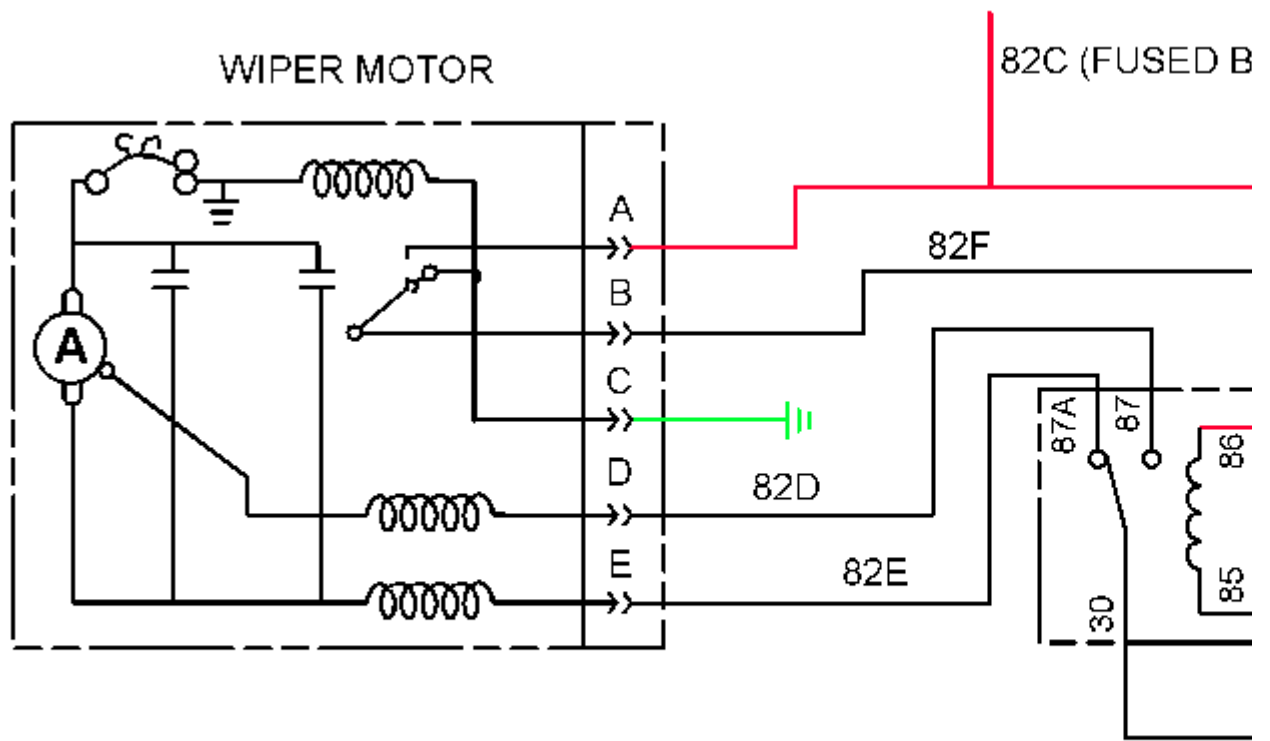 WIPER MOTOR
82C (FUSED B
A
82F
B
C
87A
87
86
A
D
82D
E
82E
85
30